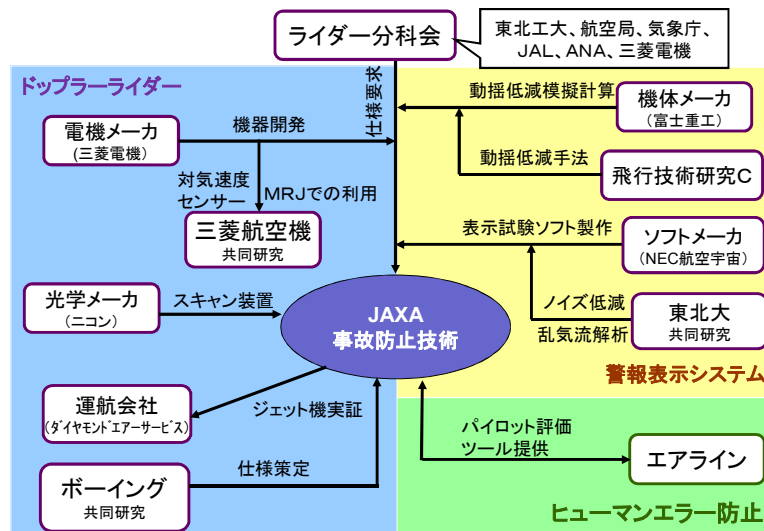 ライダー分科会
東北工大、航空局、気象庁、
JAL、ANA、三菱電機
ドップラーライダー
仕様要求
動揺低減模擬計算
機体メーカ
(富士重工)
電機メーカ
(三菱電機)
機器開発
動揺低減手法
飛行技術研究C
対気速度
センサー
MRJでの利用
三菱航空機
共同研究
表示試験ソフト製作
ソフトメーカ
(NEC航空宇宙)
光学メーカ
(ニコン)
スキャン装置
JAXA
事故防止技術
ノイズ低減
乱気流解析
東北大
共同研究
警報表示システム
運航会社
(ﾀﾞｲヤモンﾄﾞエアーサーﾋﾞス)
ジェット機実証
パイロット評価
ツール提供
エアライン
ボーイング
共同研究
仕様策定
ヒューマンエラー防止